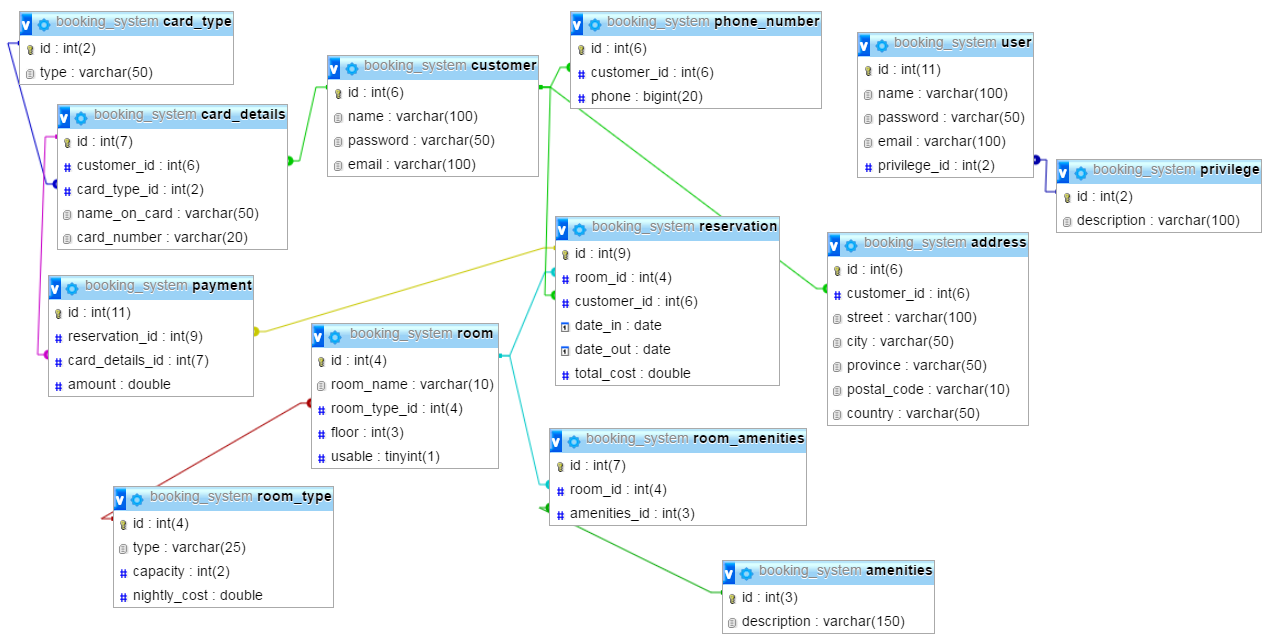 booking_system card_type
id : int(2)
type : varchar(50)
booking_system card_details
id : int(7)
customer_id : int(6)
card_type_id : int(2)
name_on_card : varchar(50)
card_number : varchar(20)
booking_system payment
id : int(11)
reservation_id : int(9)
card_details_id : int(7)
amount : double
booking_system customer
id : int(6)
name : varchar(100)
password : varchar(50)
email : varchar(100)
booking_system phone_number
id : int(6)
customer_id : int(6)
phone : bigint(20)
booking_system user
id : int(11)
name : varchar(100)
password : varchar(50)
email : varchar(100)
privilege_id : int(2)
booking_system privilege
id : int(2)
description : varchar(100)
booking_system reservation
id : int(9)
room_id : int(4)
customer_id : int(6)
date_in : date
date_out : date
total_cost : double
booking_system address
id : int(6)
customer_id : int(6)
street : varchar(100)
city : varchar(50)
province : varchar(50)
postal_code : varchar(10)
country : varchar(50)
booking_system room
id : int(4)
room_name : varchar(10)
room_type_id : int(4)
floor : int(3)
usable : tinyint(1)
booking_system room_type
id : int(4)
type : varchar(25)
capacity : int(2)
nightly_cost : double
booking_system room_amenities
id : int(7)
room_id : int(4)
amenities_id : int(3)
booking_system amenities
id : int(3)
description : varchar(150)